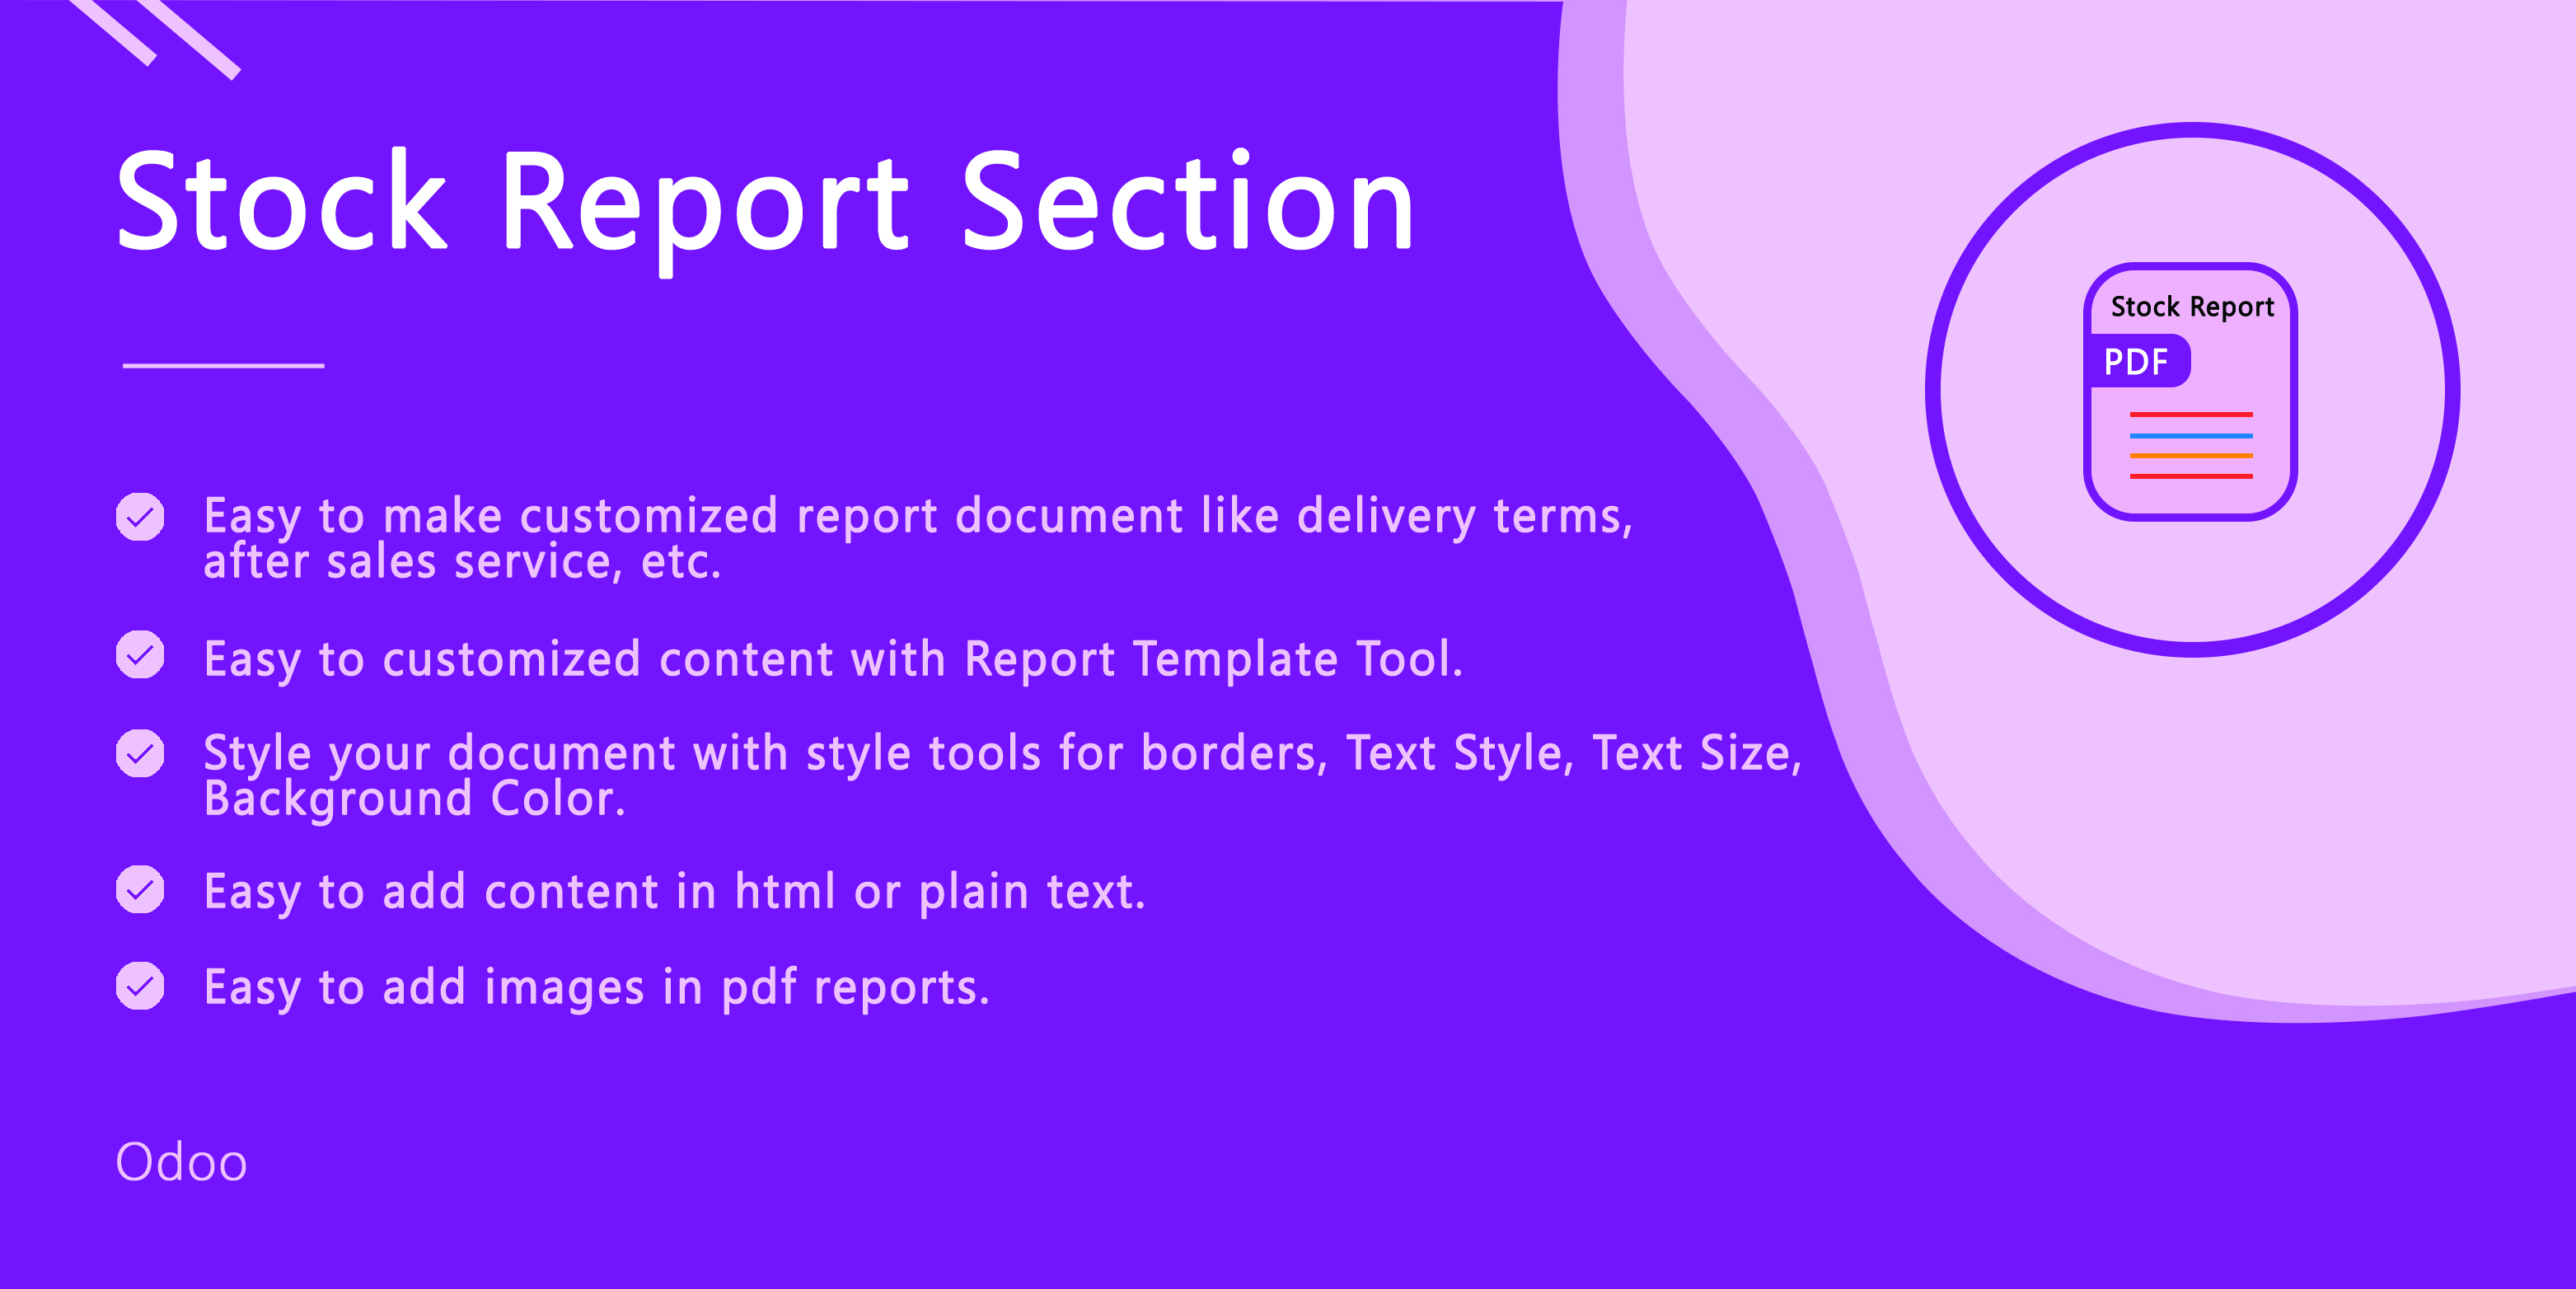 Stock Report Section
Stock Report
PDF
Easy to make customized report document like delivery terms,
after sales service, etc.
Easy to customized content with Report Template Tool.
Style your document with style tools for borders, Text Style, Text Size,
Background Color.
Easy to add content in html or plain text.
Easy to add images in pdf reports.
Odoo